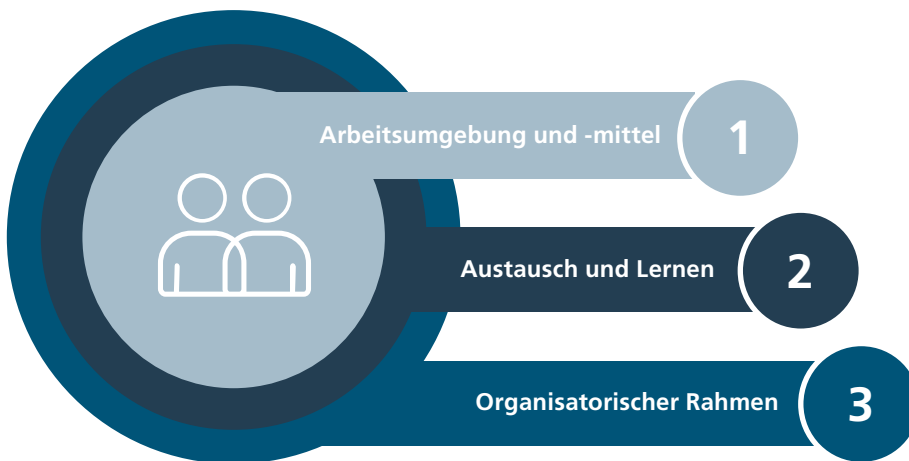 Arbeitsumgebung und -mittel 1
Austausch und Lernen 2
Organisatorischer Rahmen 3